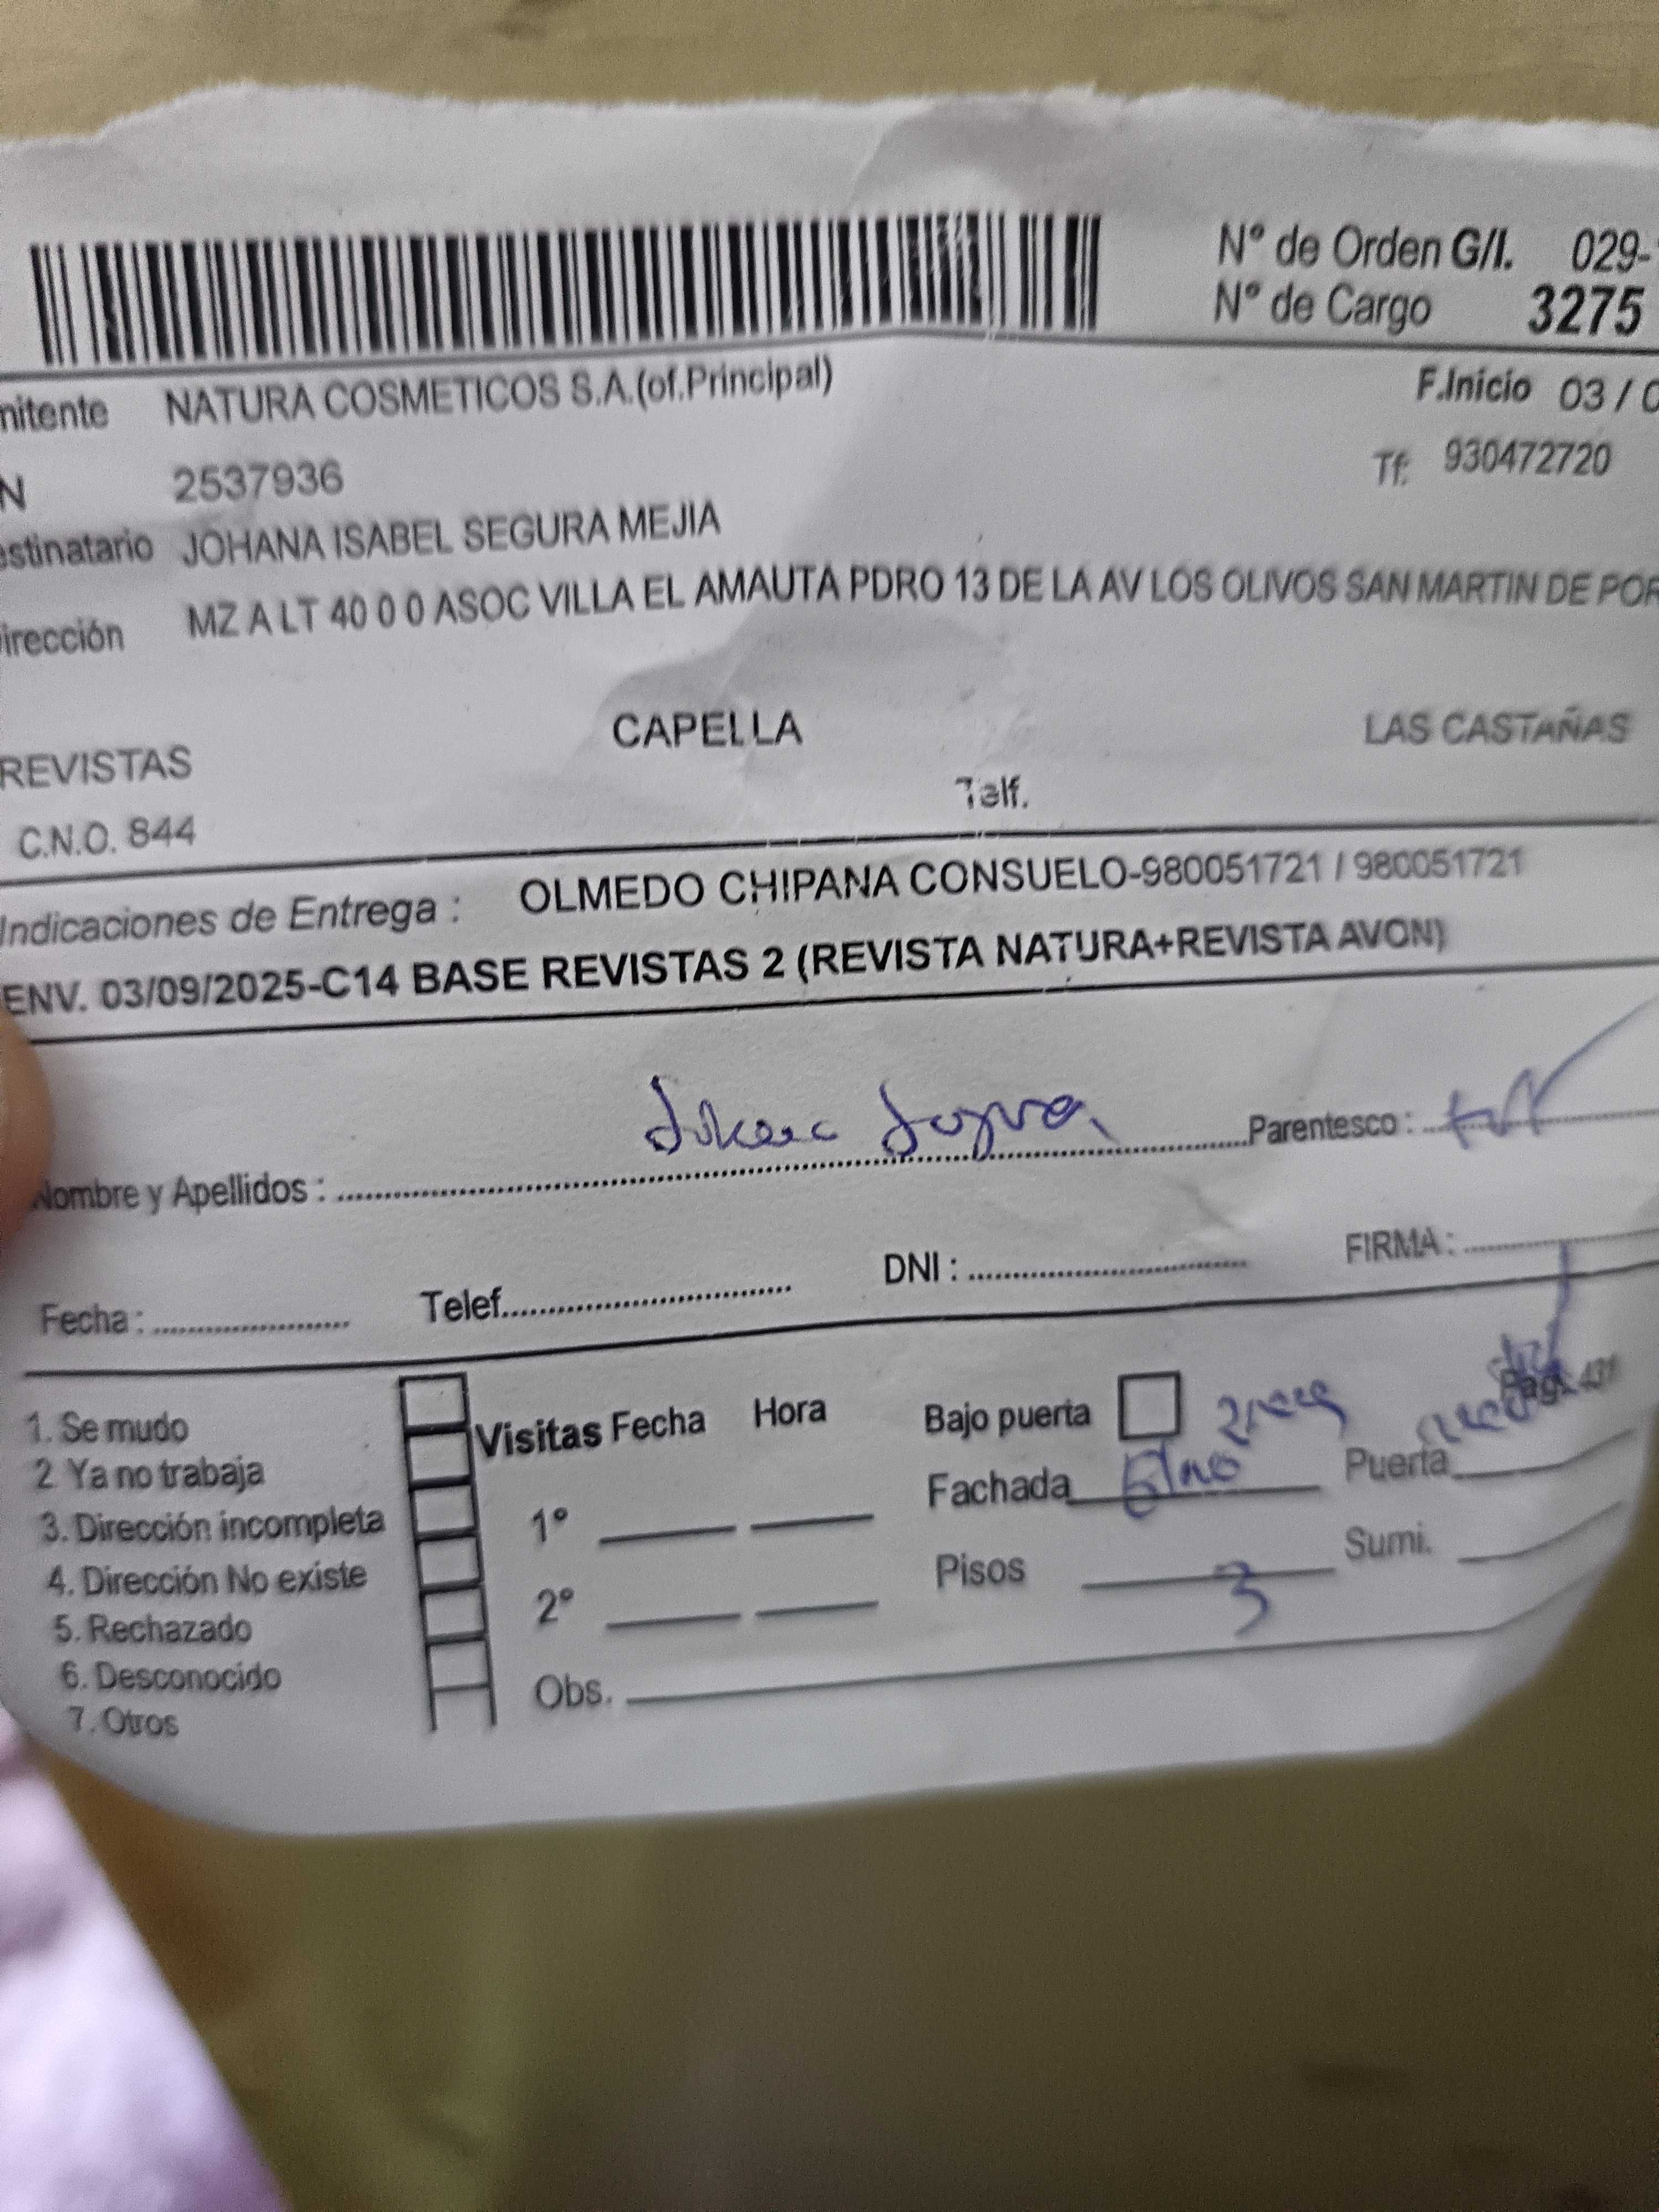 N° de Orden G/I. 029-
N° de Cargo 3275
mitente NATURA COSMETICOS S.A.(of.Principal) F.Inicio 03 / 0
N 2537936 Tf: 930472720
estinatario JOHANA ISABEL SEGURA MEJIA
irección MZ A LT 40 0 0 ASOC VILLA EL AMAUTA PDRO 13 DE LA AV LOS OLIVOS SAN MARTIN DE POR
REVISTAS CAPELLA LAS CASTAÑAS
C.N.O. 844 Telf.
Indicaciones de Entrega : OLMEDO CHIPANA CONSUELO-980051721 / 980051721
ENV. 03/09/2025-C14 BASE REVISTAS 2 (REVISTA NATURA+REVISTA AVON)
Nombre y Apellidos : Parentesco :
Fecha : Telef. DNI : FIRMA :
Pag.
1. Se mudo
2 Ya no trabaja
3. Dirección incompleta
4. Dirección No existe
5. Rechazado
6. Desconocido
7. Otros
Visitas Fecha Hora
1°
2°
Obs.
Bajo puerta
Fachada Puerta
Pisos 3 Sumi.